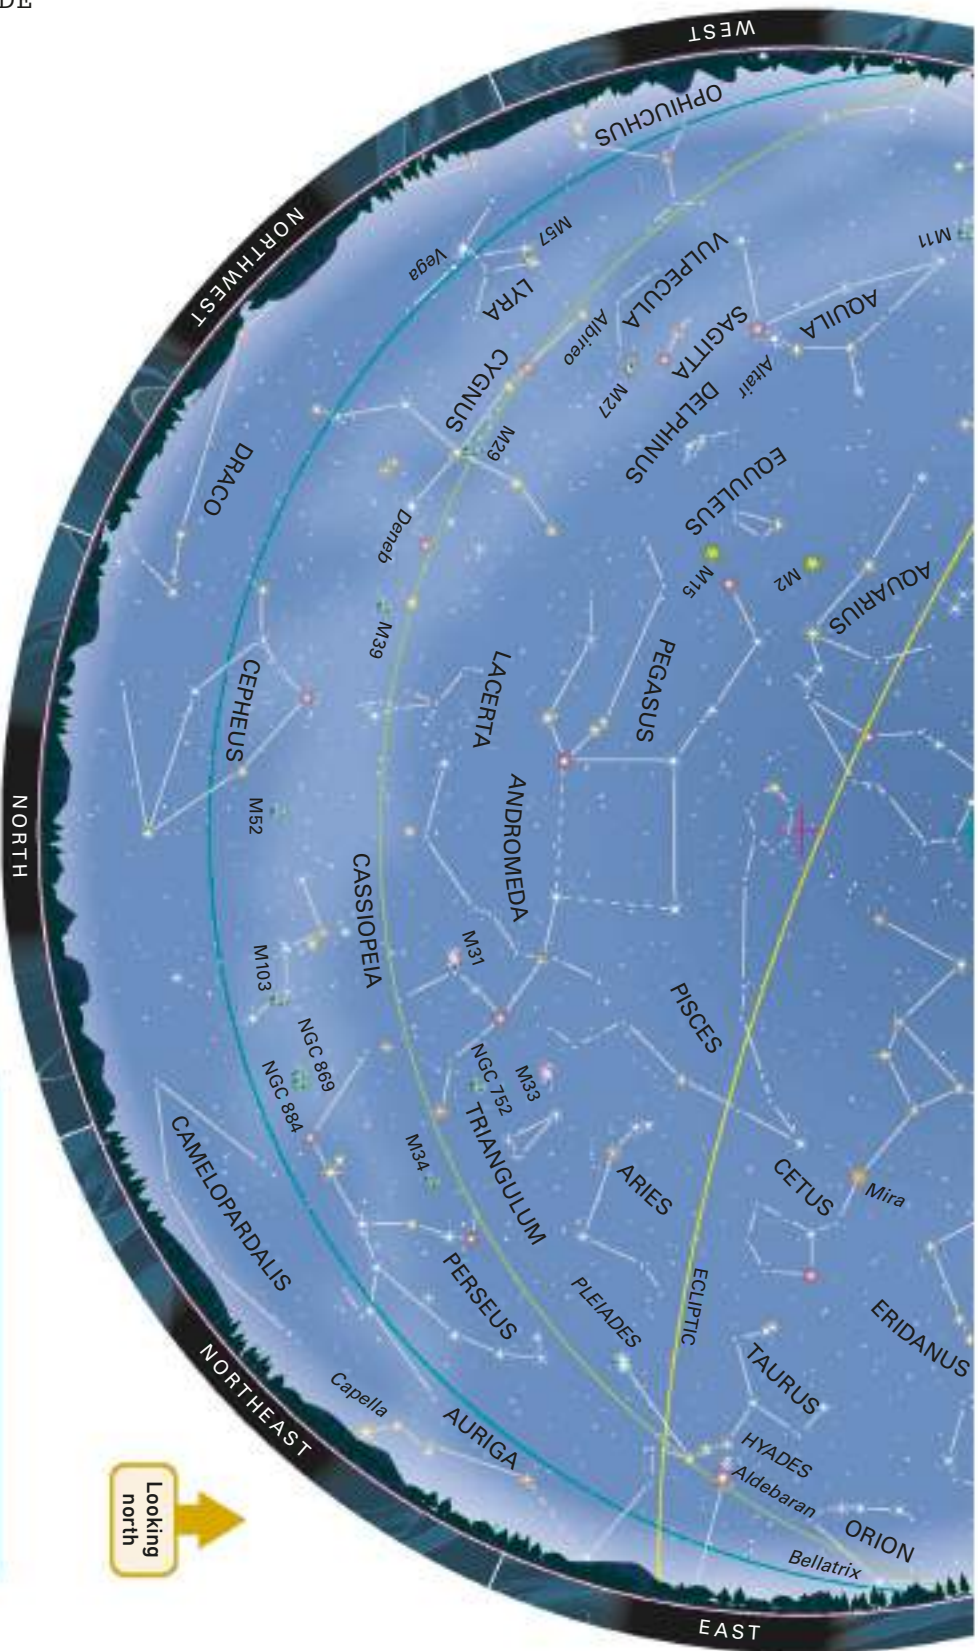 WEST
OPHIUCHUS
NORTHWEST
Vega
M57
LYRA
VULPECULA
M11
AQUILA
SAGITTA
Albireo
Altair
M27
CYGNUS
DELPHINUS
M29
EQUULEUS
DRACO
Deneb
M15
M2
AQUARIUS
M39
PEGASUS
LACERTA
CEPHEUS
NORTH
M52
ANDROMEDA
CASSIOPEIA
M31
M103
PISCES
NGC 869
NGC 884
NGC 752
M33
TRIANGULUM
M34
ARIES
CETUS
Mira
CAMELOPARDALIS
PERSEUS
PLEIADES
ECLIPTIC
ERIDANUS
TAURUS
NORTHEAST
Capella
AURIGA
HYADES
Aldebaran
ORION
Bellatrix
EAST
Looking
north